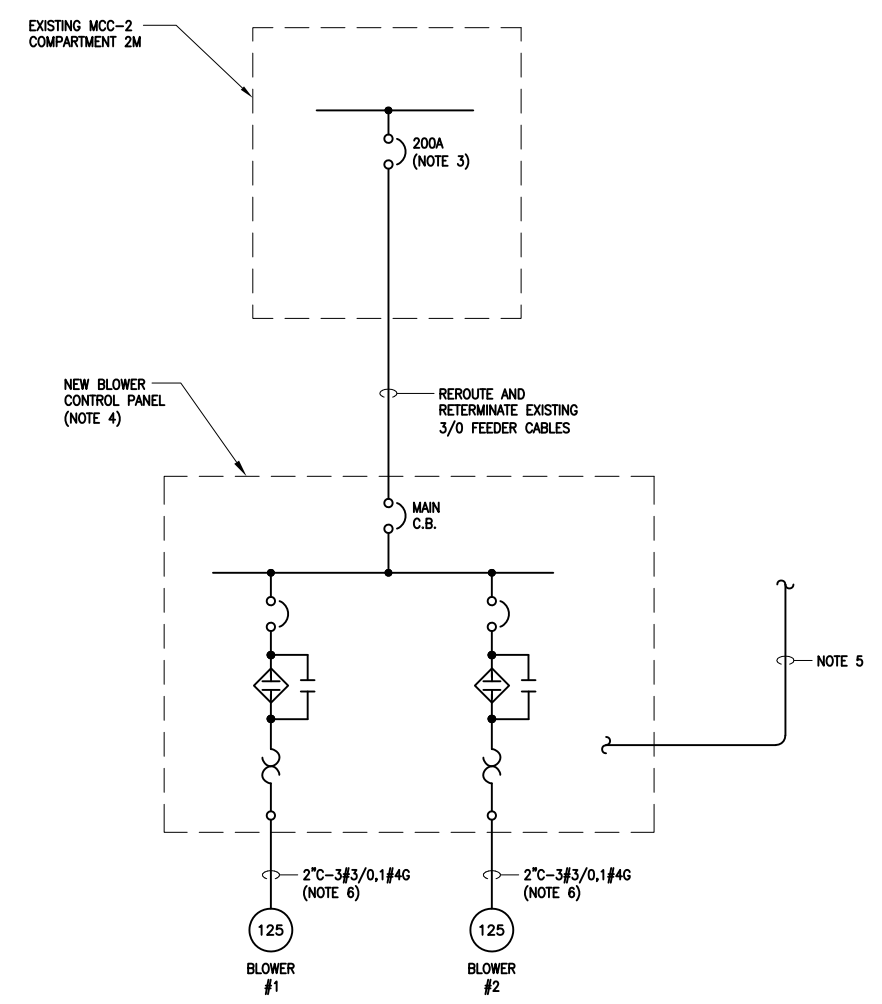 EXISTING MCC-2
COMPARTMENT 2M
200A
(NOTE 3)
NEW BLOWER
CONTROL PANEL
(NOTE 4)
REROUTE AND
RETERMINATE EXISTING
3/0 FEEDER CABLES
MAIN
C.B.
NOTE 5
2"C-3#3/0,1#4G
(NOTE 6)
2"C-3#3/0,1#4G
(NOTE 6)
125
125
BLOWER
#1
BLOWER
#2